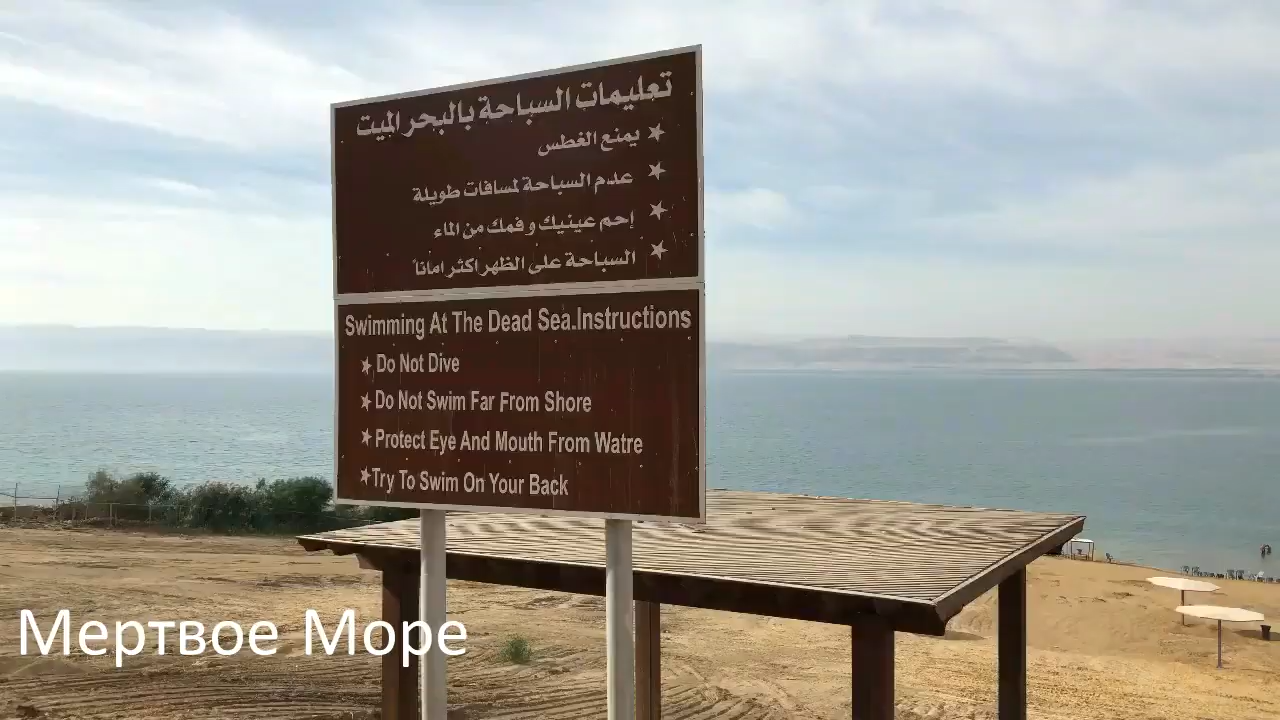 تعليمات السباحة بالبحر الميت
★ يمنع الغطس
★ عدم السباحة لمسافات طويلة
★ إحم عينيك وفمك من الماء
★ السباحة على الظهر اكثر اماناً
Swimming At The Dead Sea.Instructions
★ Do Not Dive
★ Do Not Swim Far From Shore
★ Protect Eye And Mouth From Watre
★ Try To Swim On Your Back
Мертвое Море